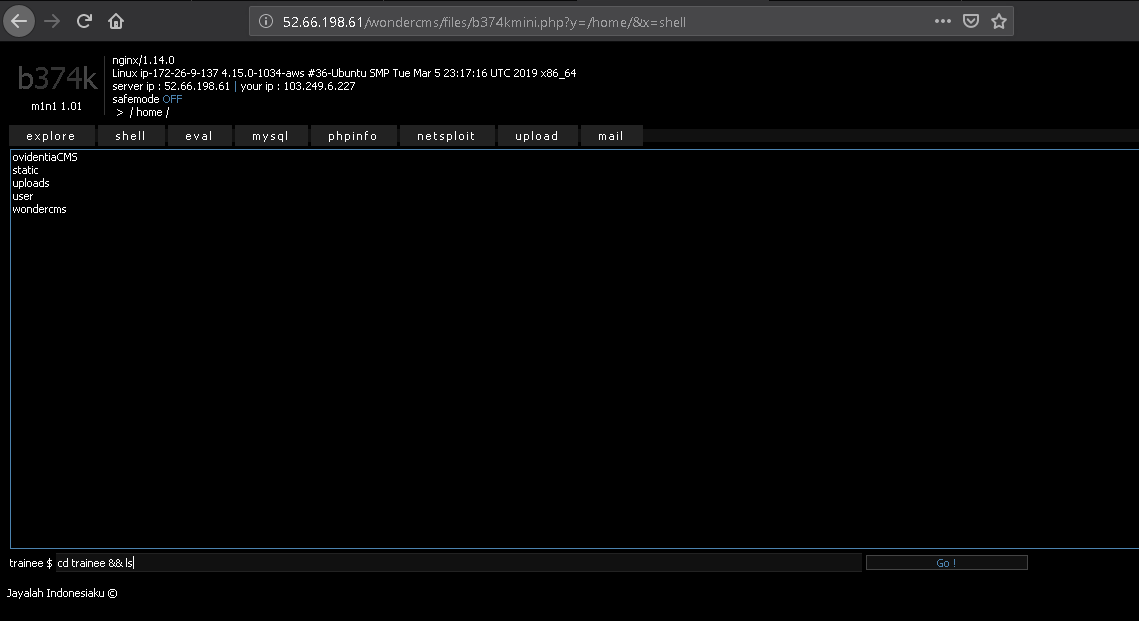 52.66.198.61/wondercms/files/b374kmini.php?y=/home/&x=shell
b374k
m1n1 1.01
nginx/1.14.0
Linux ip-172-26-9-137 4.15.0-1034-aws #36-Ubuntu SMP Tue Mar 5 23:17:16 UTC 2019 x86_64
server ip : 52.66.198.61 | your ip : 103.249.6.227
safemode OFF
> / home /
explore shell eval mysql phpinfo netsploit upload mail
ovidentiaCMS
static
uploads
user
wondercms
trainee $ cd trainee && ls Go !
Jayalah Indonesiaku ©